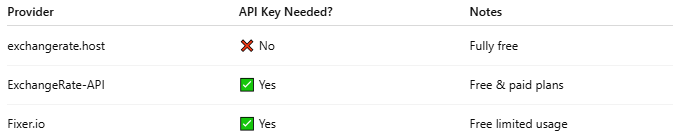 Provider API Key Needed? Notes
exchangerate.host ❌ No Fully free
ExchangeRate-API ✅ Yes Free & paid plans
Fixer.io ✅ Yes Free limited usage